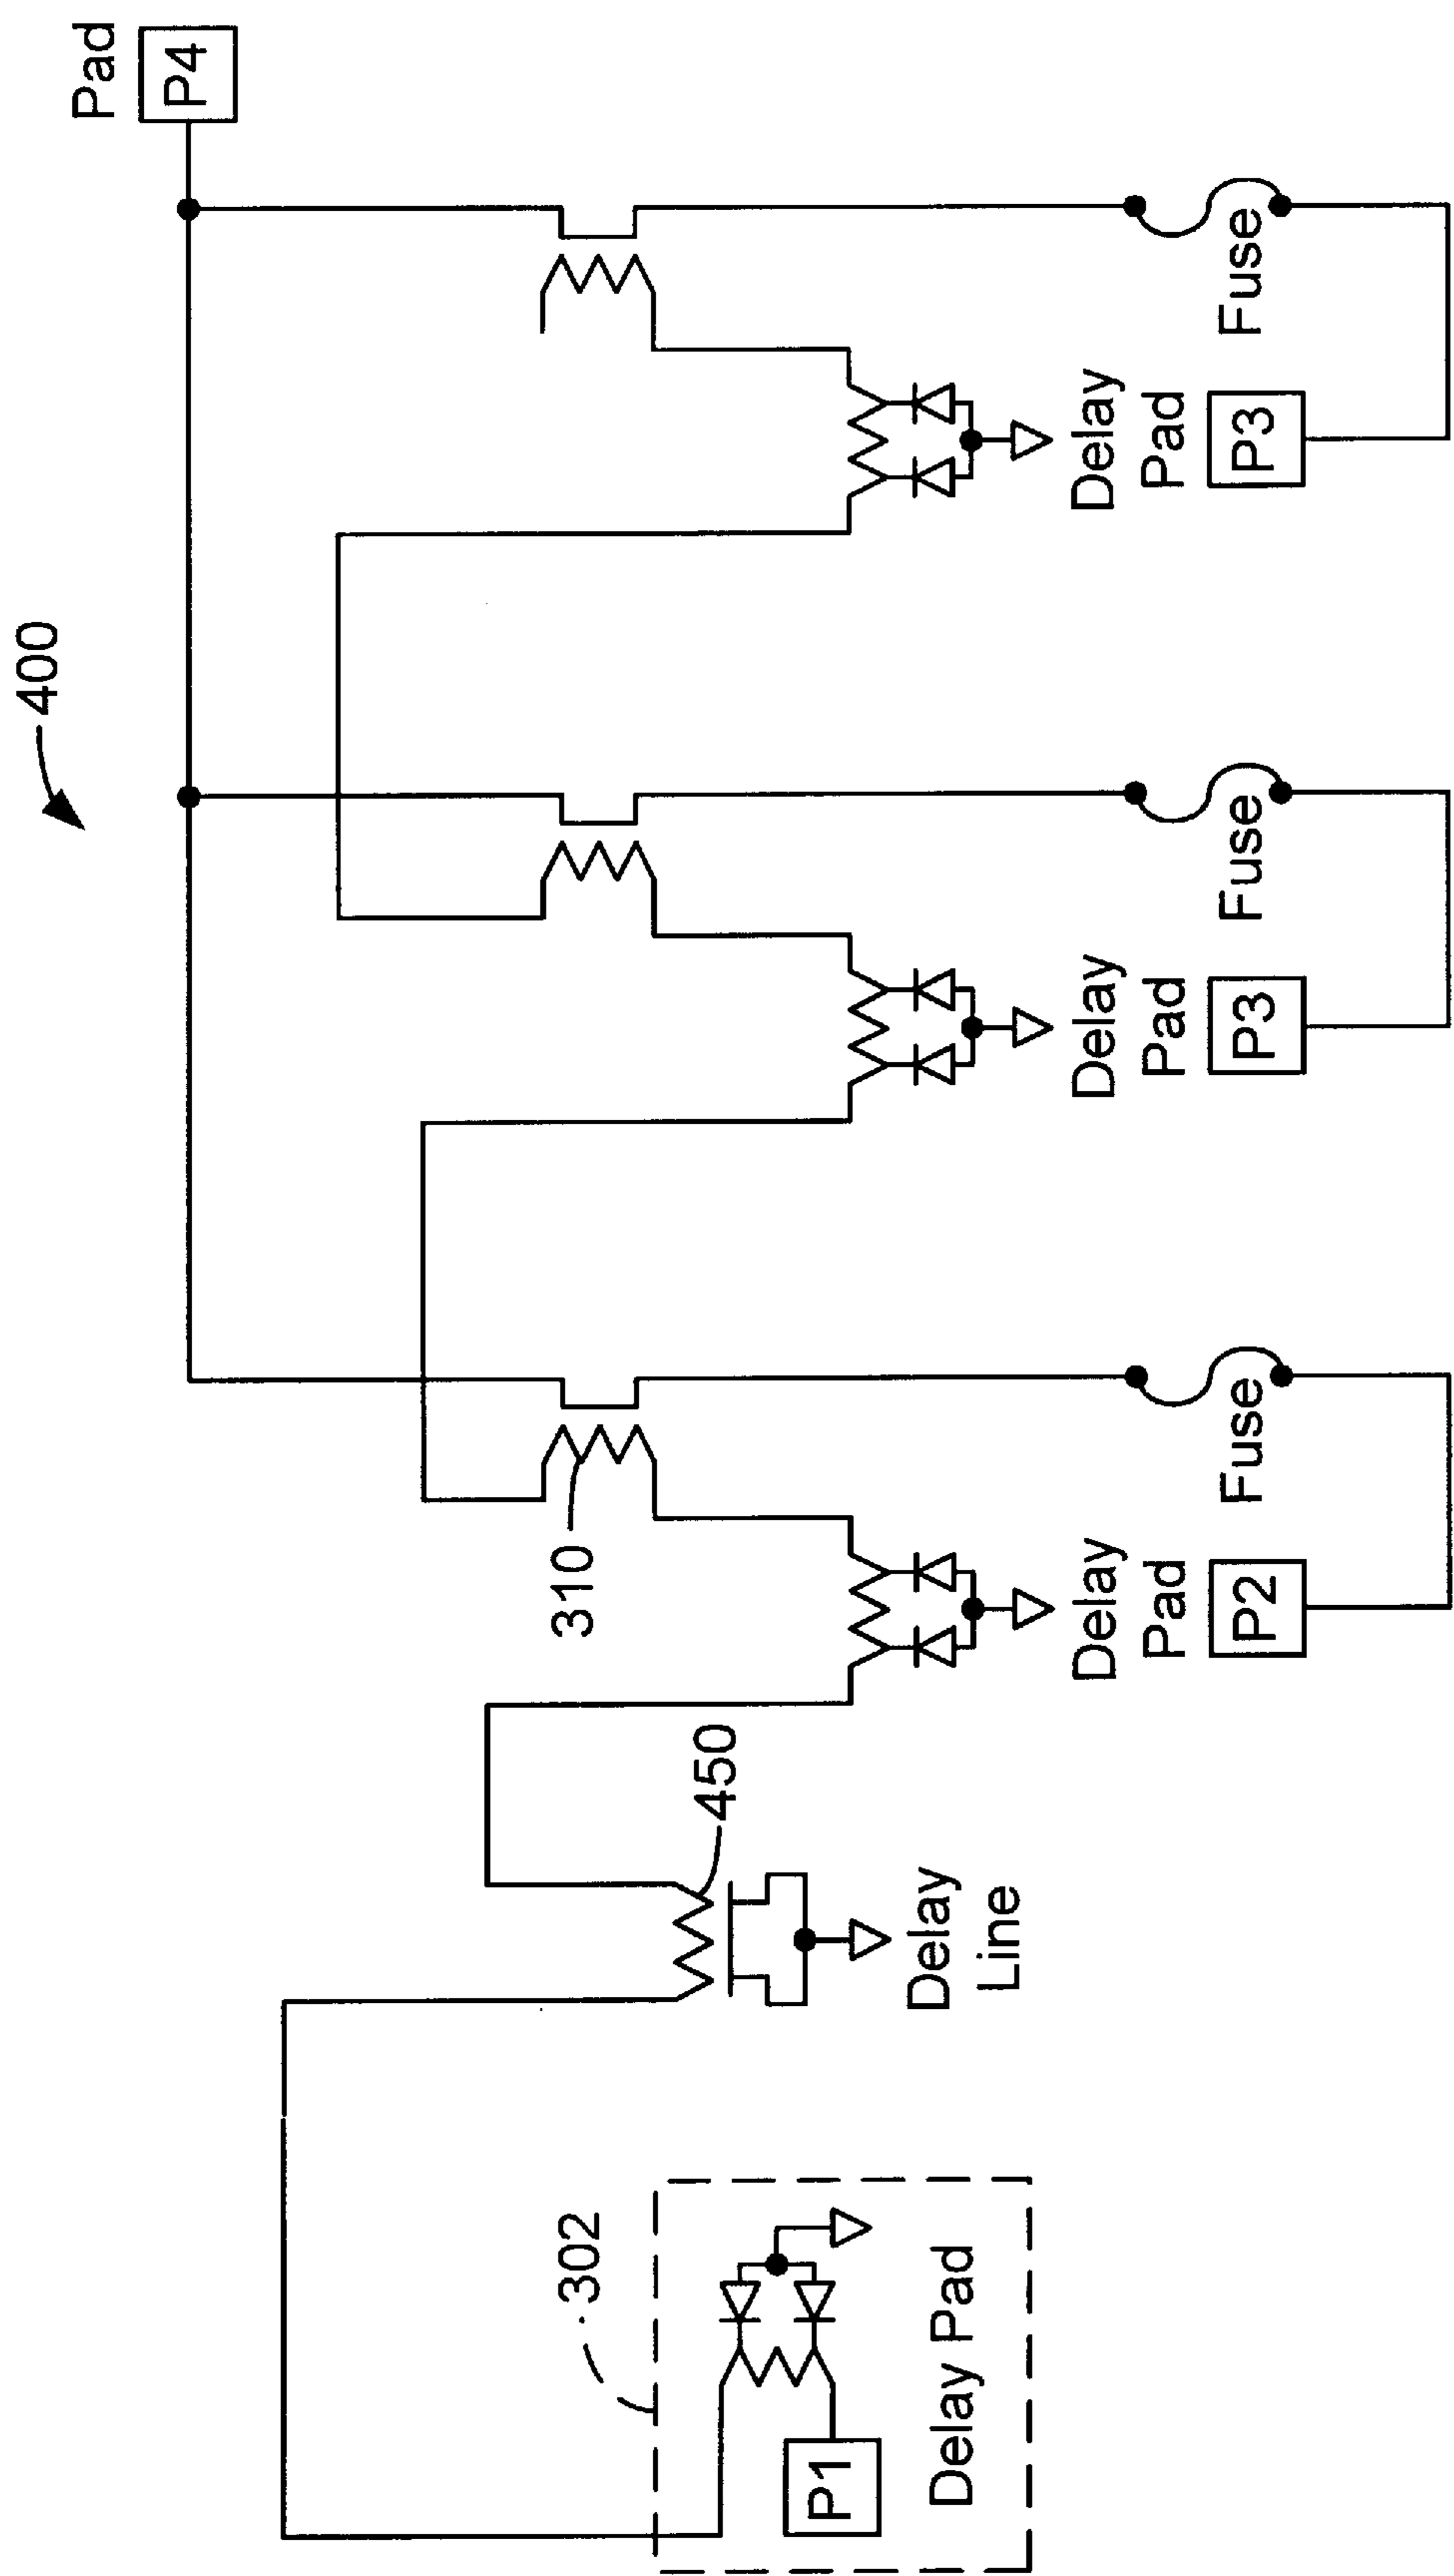 400
Pad
P4
310
450
302
Fuse
Fuse
Fuse
Delay
Pad
P3
Delay
Pad
P3
Delay
Pad
P2
Delay
Line
P1
Delay Pad